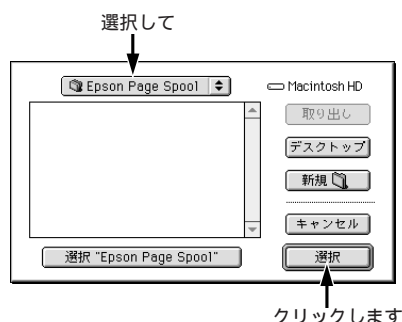 選択して
Epson Page Spool
Macintosh HD
取り出し
デスクトップ
新規
キャンセル
選択 "Epson Page Spool"
選択
クリックします